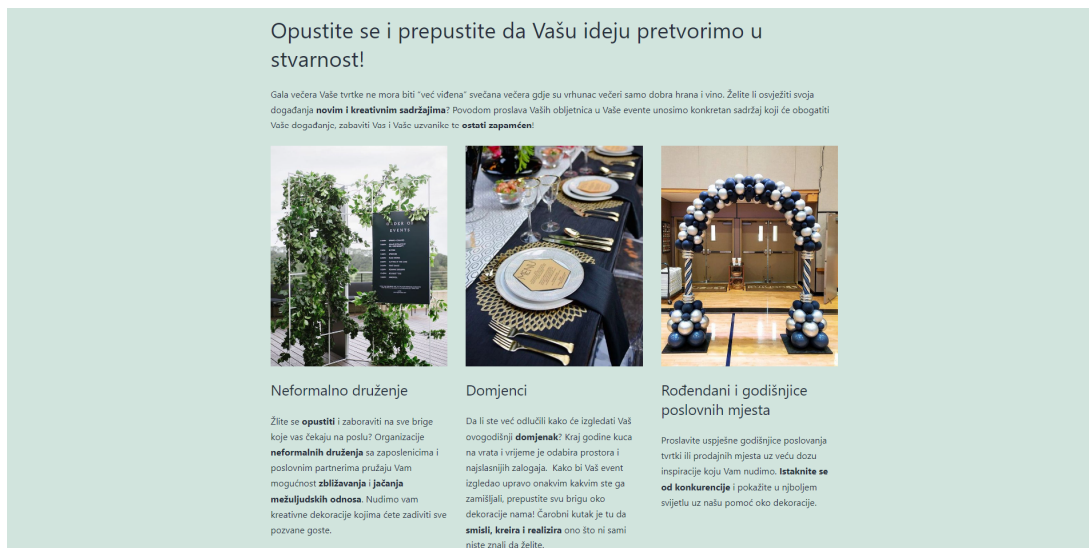 Opustite se i prepustite da Vašu ideju pretvorimo u
stvarnost!
Gala večera Vaše tvrtke ne mora biti "već viđena" svečana večera gdje su vrhunac večeri samo dobra hrana i vino. Želite li osvježiti svoja
događanja novim i kreativnim sadržajima? Povodom proslava Vaših obljetnica u Vaše evente unosimo konkretan sadržaj koji će obogatiti
Vaše događanje, zabaviti Vas i Vaše uzvanike te ostati zapamćen!
ORDER OF
EVENTS
MENU
Neformalno druženje
Žlite se opustiti i zaboraviti na sve brige
koje vas čekaju na poslu? Organizacije
neformalnih druženja sa zaposlenicima i
poslovnim partnerima pružaju Vam
mogućnost zbližavanja i jačanja
mežuljudskih odnosa. Nudimo vam
kreativne dekoracije kojima ćete zadiviti sve
pozvane goste.
Domjenci
Da li ste već odlučili kako će izgledati Vaš
ovogodišnji domjenak? Kraj godine kuca
na vrata i vrijeme je odabira prostora i
najslasnijih zalogaja. Kako bi Vaš event
izgledao upravo onakvim kakvim ste ga
zamišljali, prepustite svu brigu oko
dekoracije nama! Čarobni kutak je tu da
smisli, kreira i realizira ono što ni sami
niste znali da želite.
Rođendani i godišnjice
poslovnih mjesta
Proslavite uspješne godišnjice poslovanja
tvrtki ili prodajnih mjesta uz veću dozu
inspiracije koju Vam nudimo. Istaknite se
od konkurencije i pokažite u njboljem
svijetlu uz našu pomoć oko dekoracije.